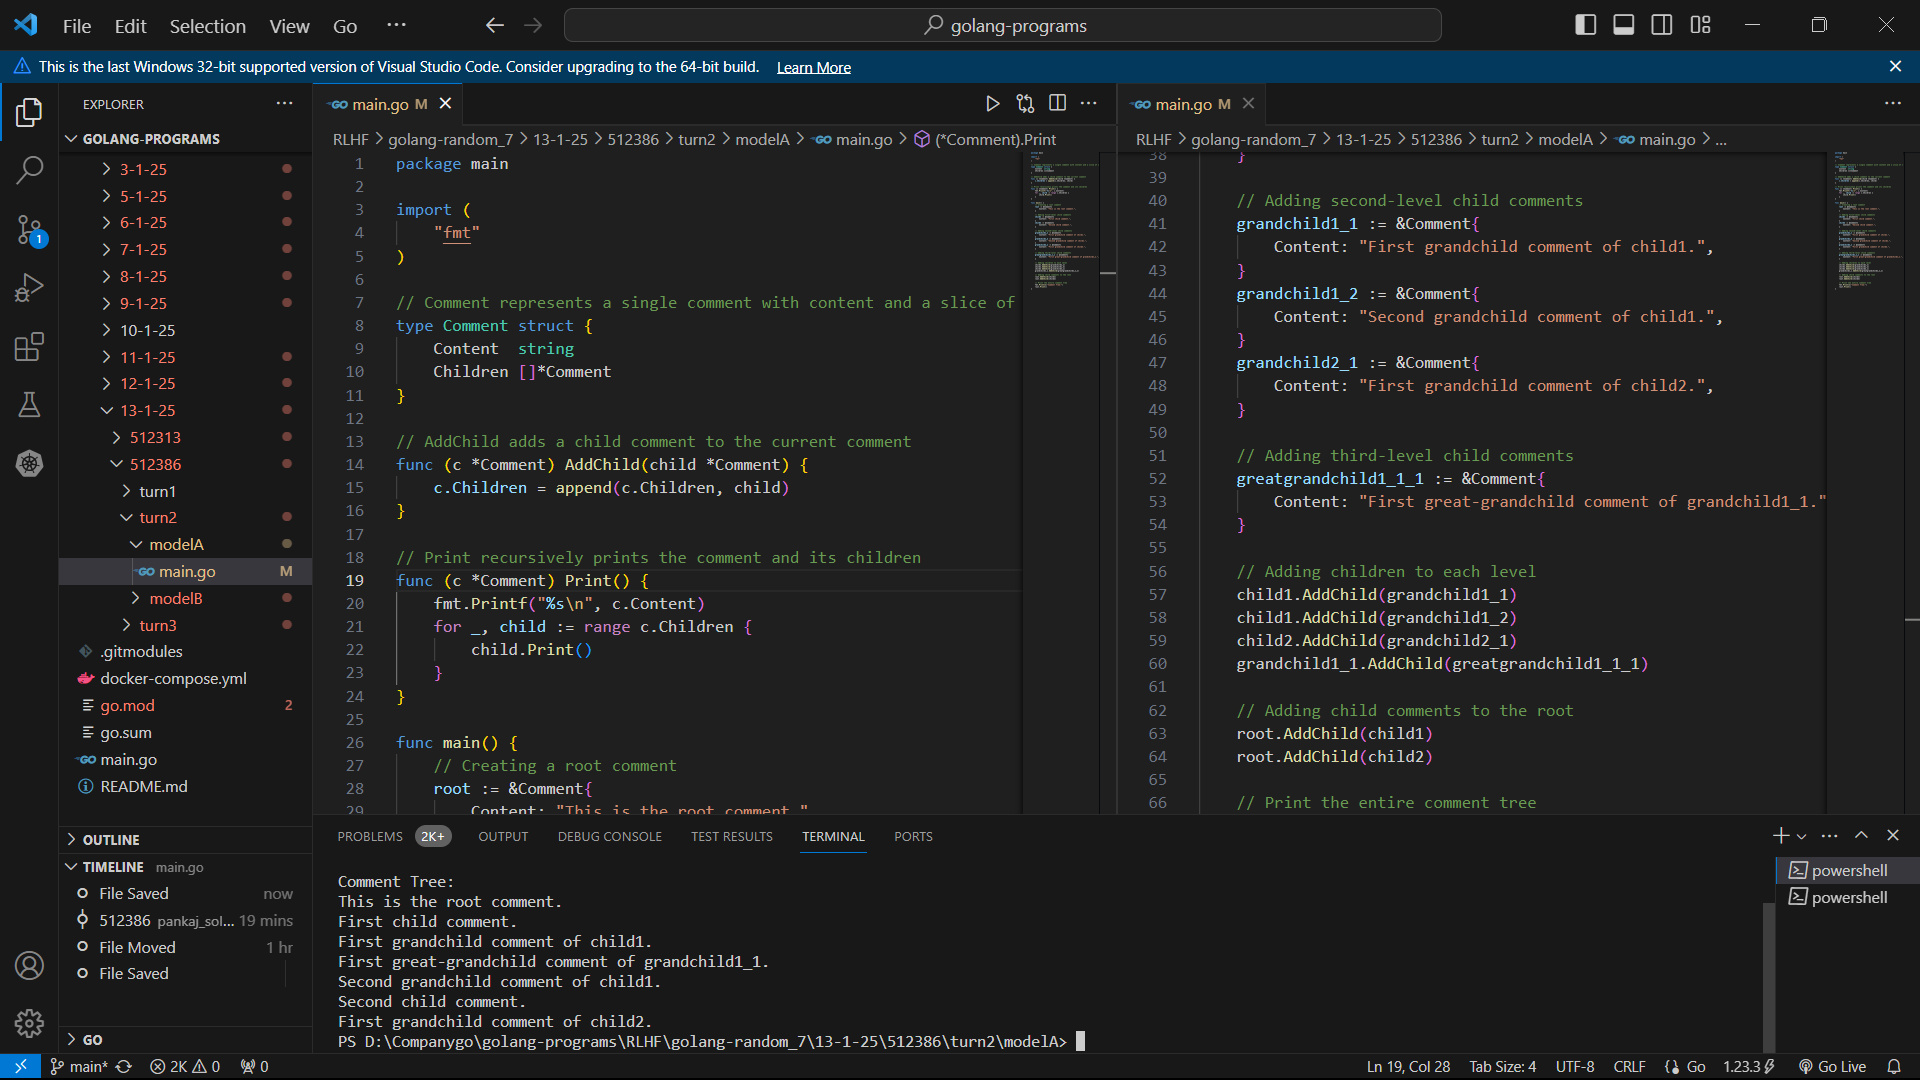 File Edit Selection View Go ···
golang-programs
This is the last Windows 32-bit supported version of Visual Studio Code. Consider upgrading to the 64-bit build. Learn More
EXPLORER
GOLANG-PROGRAMS
3-1-25
5-1-25
6-1-25
7-1-25
8-1-25
9-1-25
10-1-25
11-1-25
12-1-25
13-1-25
512313
512386
turn1
turn2
modelA
main.go M
modelB
turn3
.gitmodules
docker-compose.yml
go.mod 2
go.sum
main.go
README.md
OUTLINE
TIMELINE main.go
File Saved now
512386 pankaj_sol... 19 mins
File Moved 1 hr
File Saved
GO
1
main.go M
RLHF > golang-random_7 > 13-1-25 > 512386 > turn2 > modelA > main.go > (*Comment).Print
1 package main
2
3 import (
4 "fmt"
5 )
6
7 // Comment represents a single comment with content and a slice of
8 type Comment struct {
9 Content string
10 Children []*Comment
11 }
12
13 // AddChild adds a child comment to the current comment
14 func (c *Comment) AddChild(child *Comment) {
15 c.Children = append(c.Children, child)
16 }
17
18 // Print recursively prints the comment and its children
19 func (c *Comment) Print() {
20 fmt.Printf("%s\n", c.Content)
21 for _, child := range c.Children {
22 child.Print()
23 }
24 }
25
26 func main() {
27 // Creating a root comment
28 root := &Comment{
29 Content: "This is the root comment."
main.go M
RLHF > golang-random_7 > 13-1-25 > 512386 > turn2 > modelA > main.go > ...
38 }
39
40 // Adding second-level child comments
41 grandchild1_1 := &Comment{
42 Content: "First grandchild comment of child1.",
43 }
44 grandchild1_2 := &Comment{
45 Content: "Second grandchild comment of child1.",
46 }
47 grandchild2_1 := &Comment{
48 Content: "First grandchild comment of child2.",
49 }
50
51 // Adding third-level child comments
52 greatgrandchild1_1_1 := &Comment{
53 Content: "First great-grandchild comment of grandchild1_1."
54 }
55
56 // Adding children to each level
57 child1.AddChild(grandchild1_1)
58 child1.AddChild(grandchild1_2)
59 child2.AddChild(grandchild2_1)
60 grandchild1_1.AddChild(greatgrandchild1_1_1)
61
62 // Adding child comments to the root
63 root.AddChild(child1)
64 root.AddChild(child2)
65
66 // Print the entire comment tree
PROBLEMS 2K+ OUTPUT DEBUG CONSOLE TEST RESULTS TERMINAL PORTS
Comment Tree:
This is the root comment.
First child comment.
First grandchild comment of child1.
First great-grandchild comment of grandchild1_1.
Second grandchild comment of child1.
Second child comment.
First grandchild comment of child2.
PS D:\Companygo\golang-programs\RLHF\golang-random_7\13-1-25\512386\turn2\modelA>
powershell
powershell
main* 2K 0 0 Ln 19, Col 28 Tab Size: 4 UTF-8 CRLF Go 1.23.3 Go Live